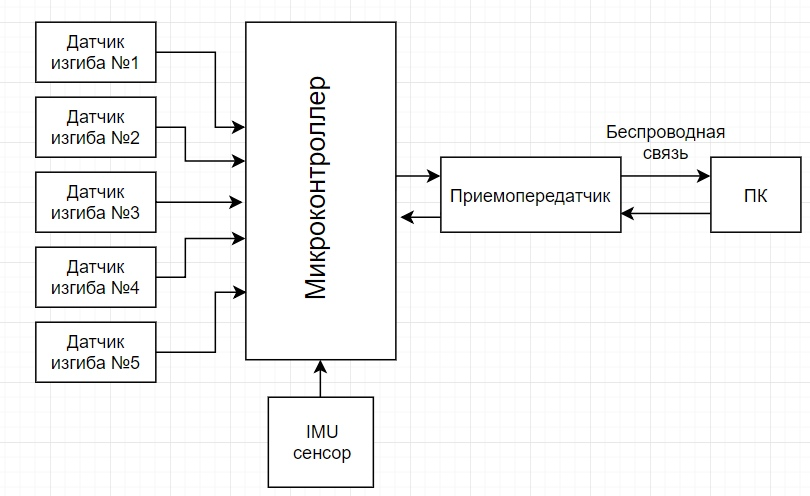 Датчик
изгиба №1
Датчик
изгиба №2
Датчик
изгиба №3
Датчик
изгиба №4
Датчик
изгиба №5
Микроконтроллер
IMU
сенсор
Приемопередатчик
Беспроводная
связь
ПК